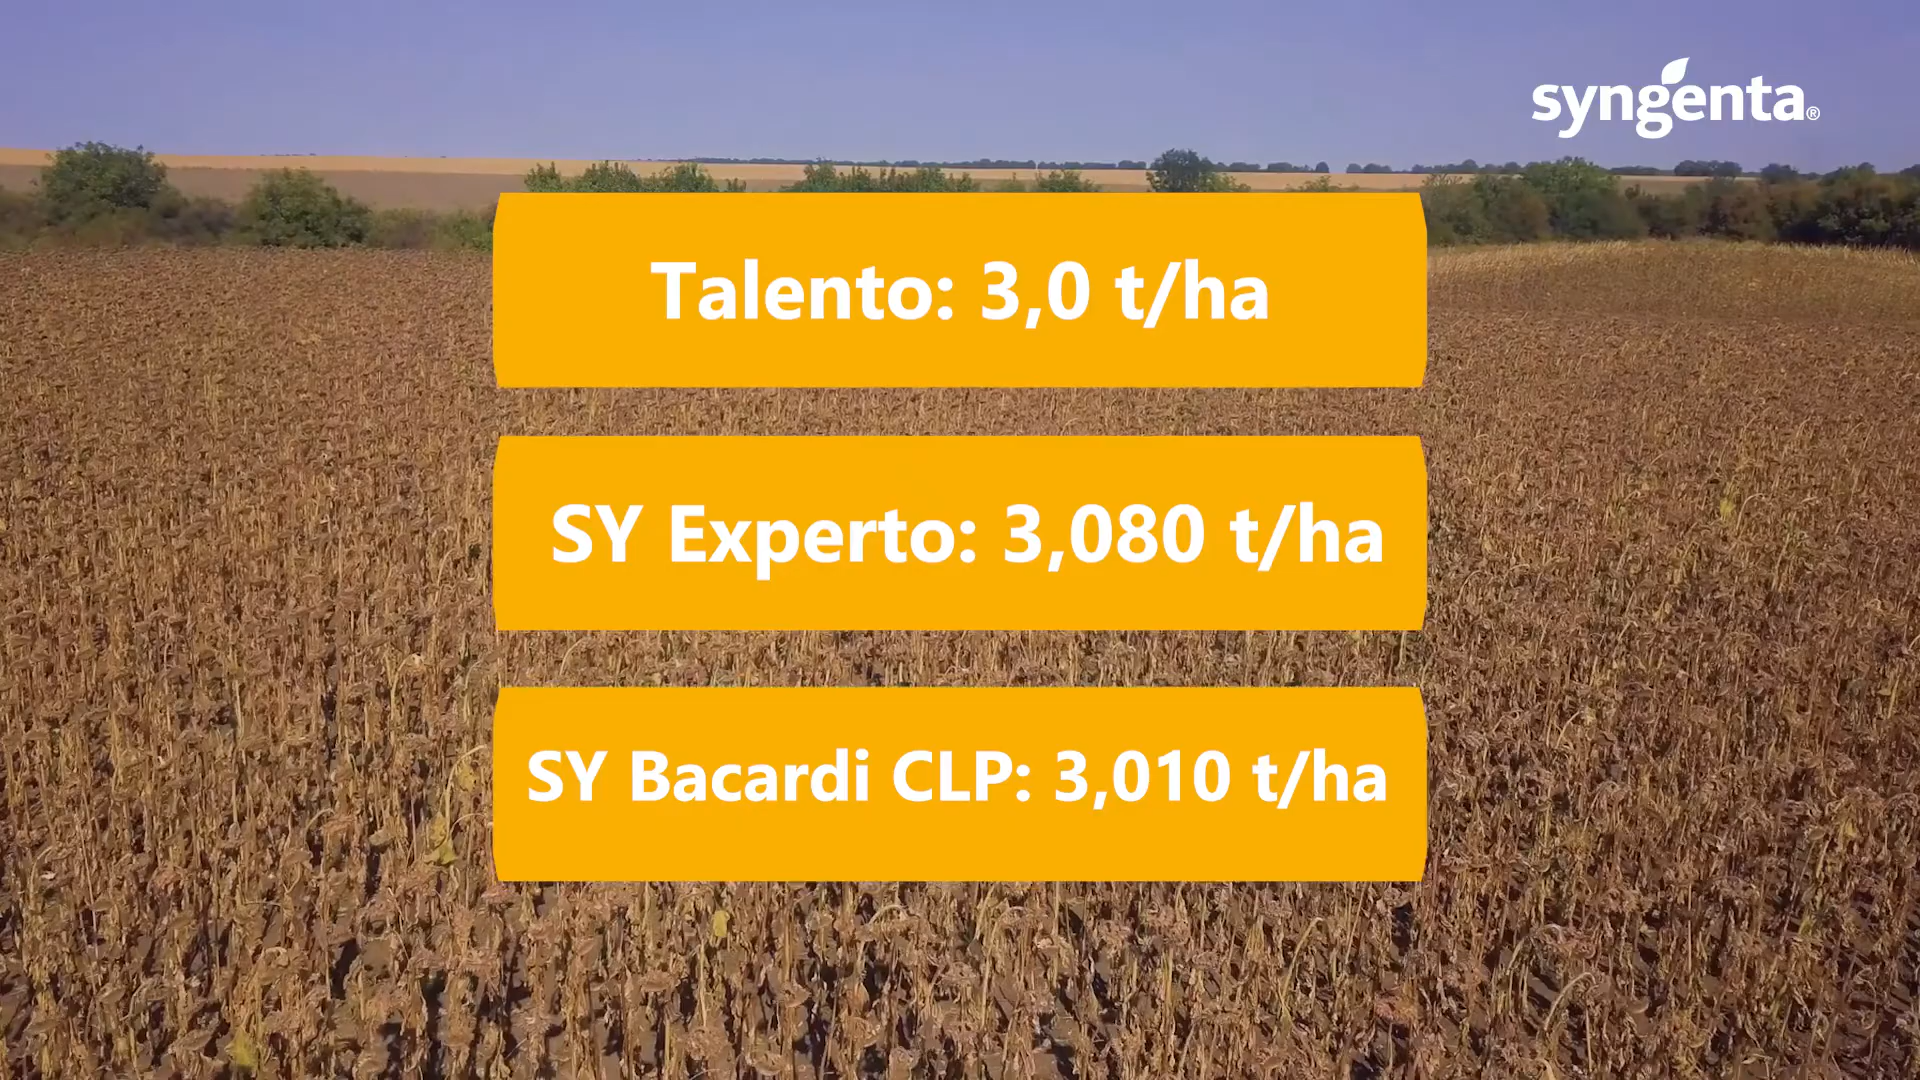 syngenta®
Talento: 3,0 t/ha
SY Experto: 3,080 t/ha
SY Bacardi CLP: 3,010 t/ha